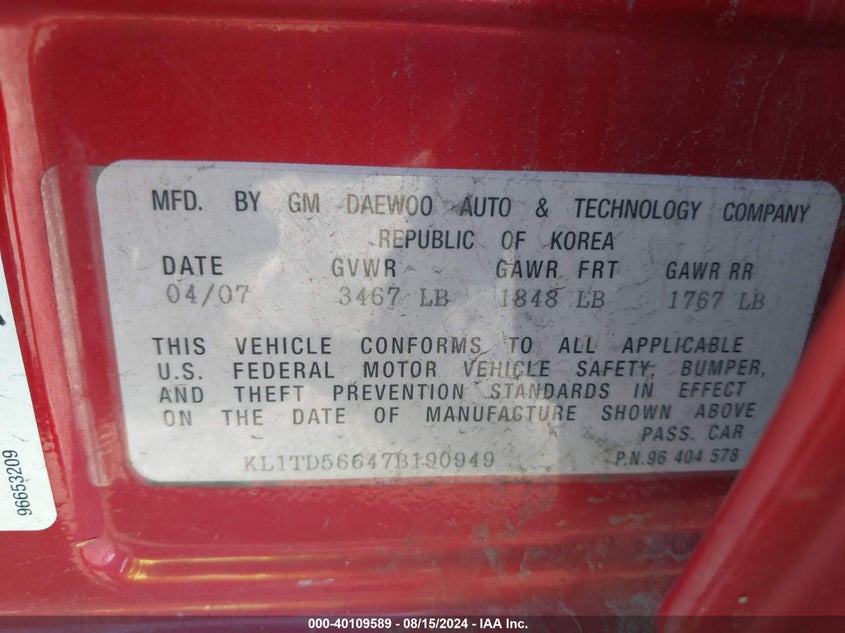 MFD. BY GM DAEWOO AUTO & TECHNOLOGY COMPANY
REPUBLIC OF KOREA
DATE GVWR GAWR FRT GAWR RR
04/07 3467 LB 1848 LB 1767 LB
THIS VEHICLE CONFORMS TO ALL APPLICABLE
U.S. FEDERAL MOTOR VEHICLE SAFETY, BUMPER,
AND THEFT PREVENTION STANDARDS IN EFFECT
ON THE DATE OF MANUFACTURE SHOWN ABOVE
PASS. CAR
KL1TD56647B190949 P.N.96 404 578
96653209
000-40109589 - 08/15/2024 - IAA Inc.